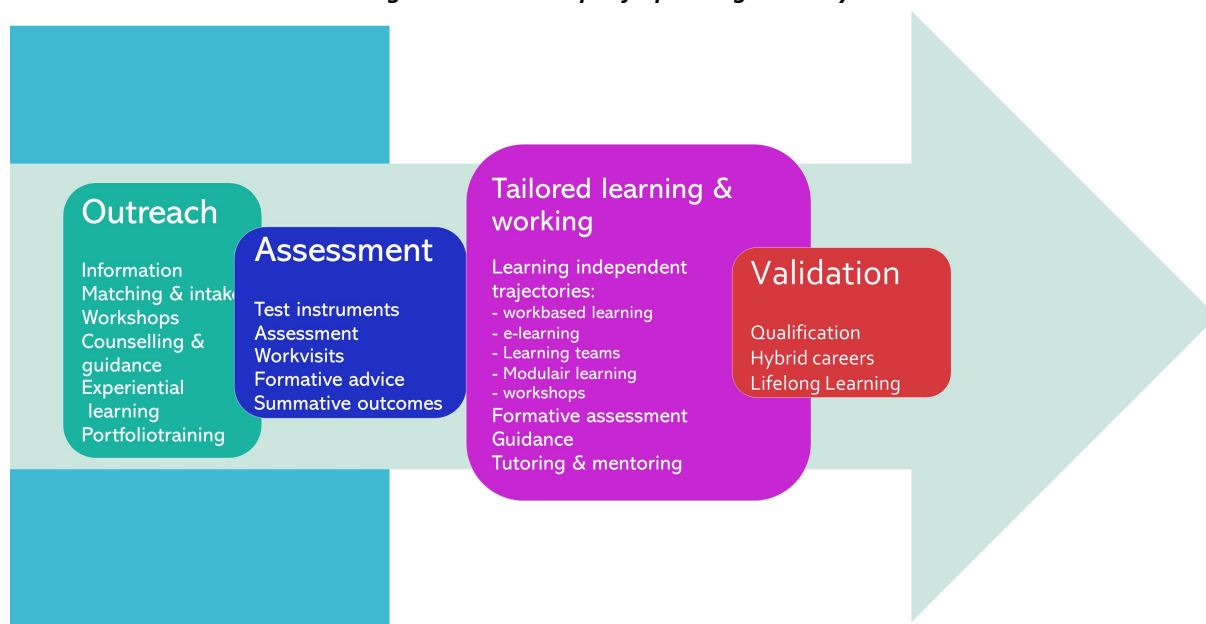 Outreach
Information
Matching & intake
Workshops
Counselling &
guidance
Experiential
learning
Portfoliotraining
Assessment
Test instruments
Assessment
Workvisits
Formative advice
Summative outcomes
Tailored learning &
working
Learning independent
trajectories:
- workbased learning
- e-learning
- Learning teams
- Modulair learning
- workshops
Formative assessment
Guidance
Tutoring & mentoring
Validation
Qualification
Hybrid careers
Lifelong Learning